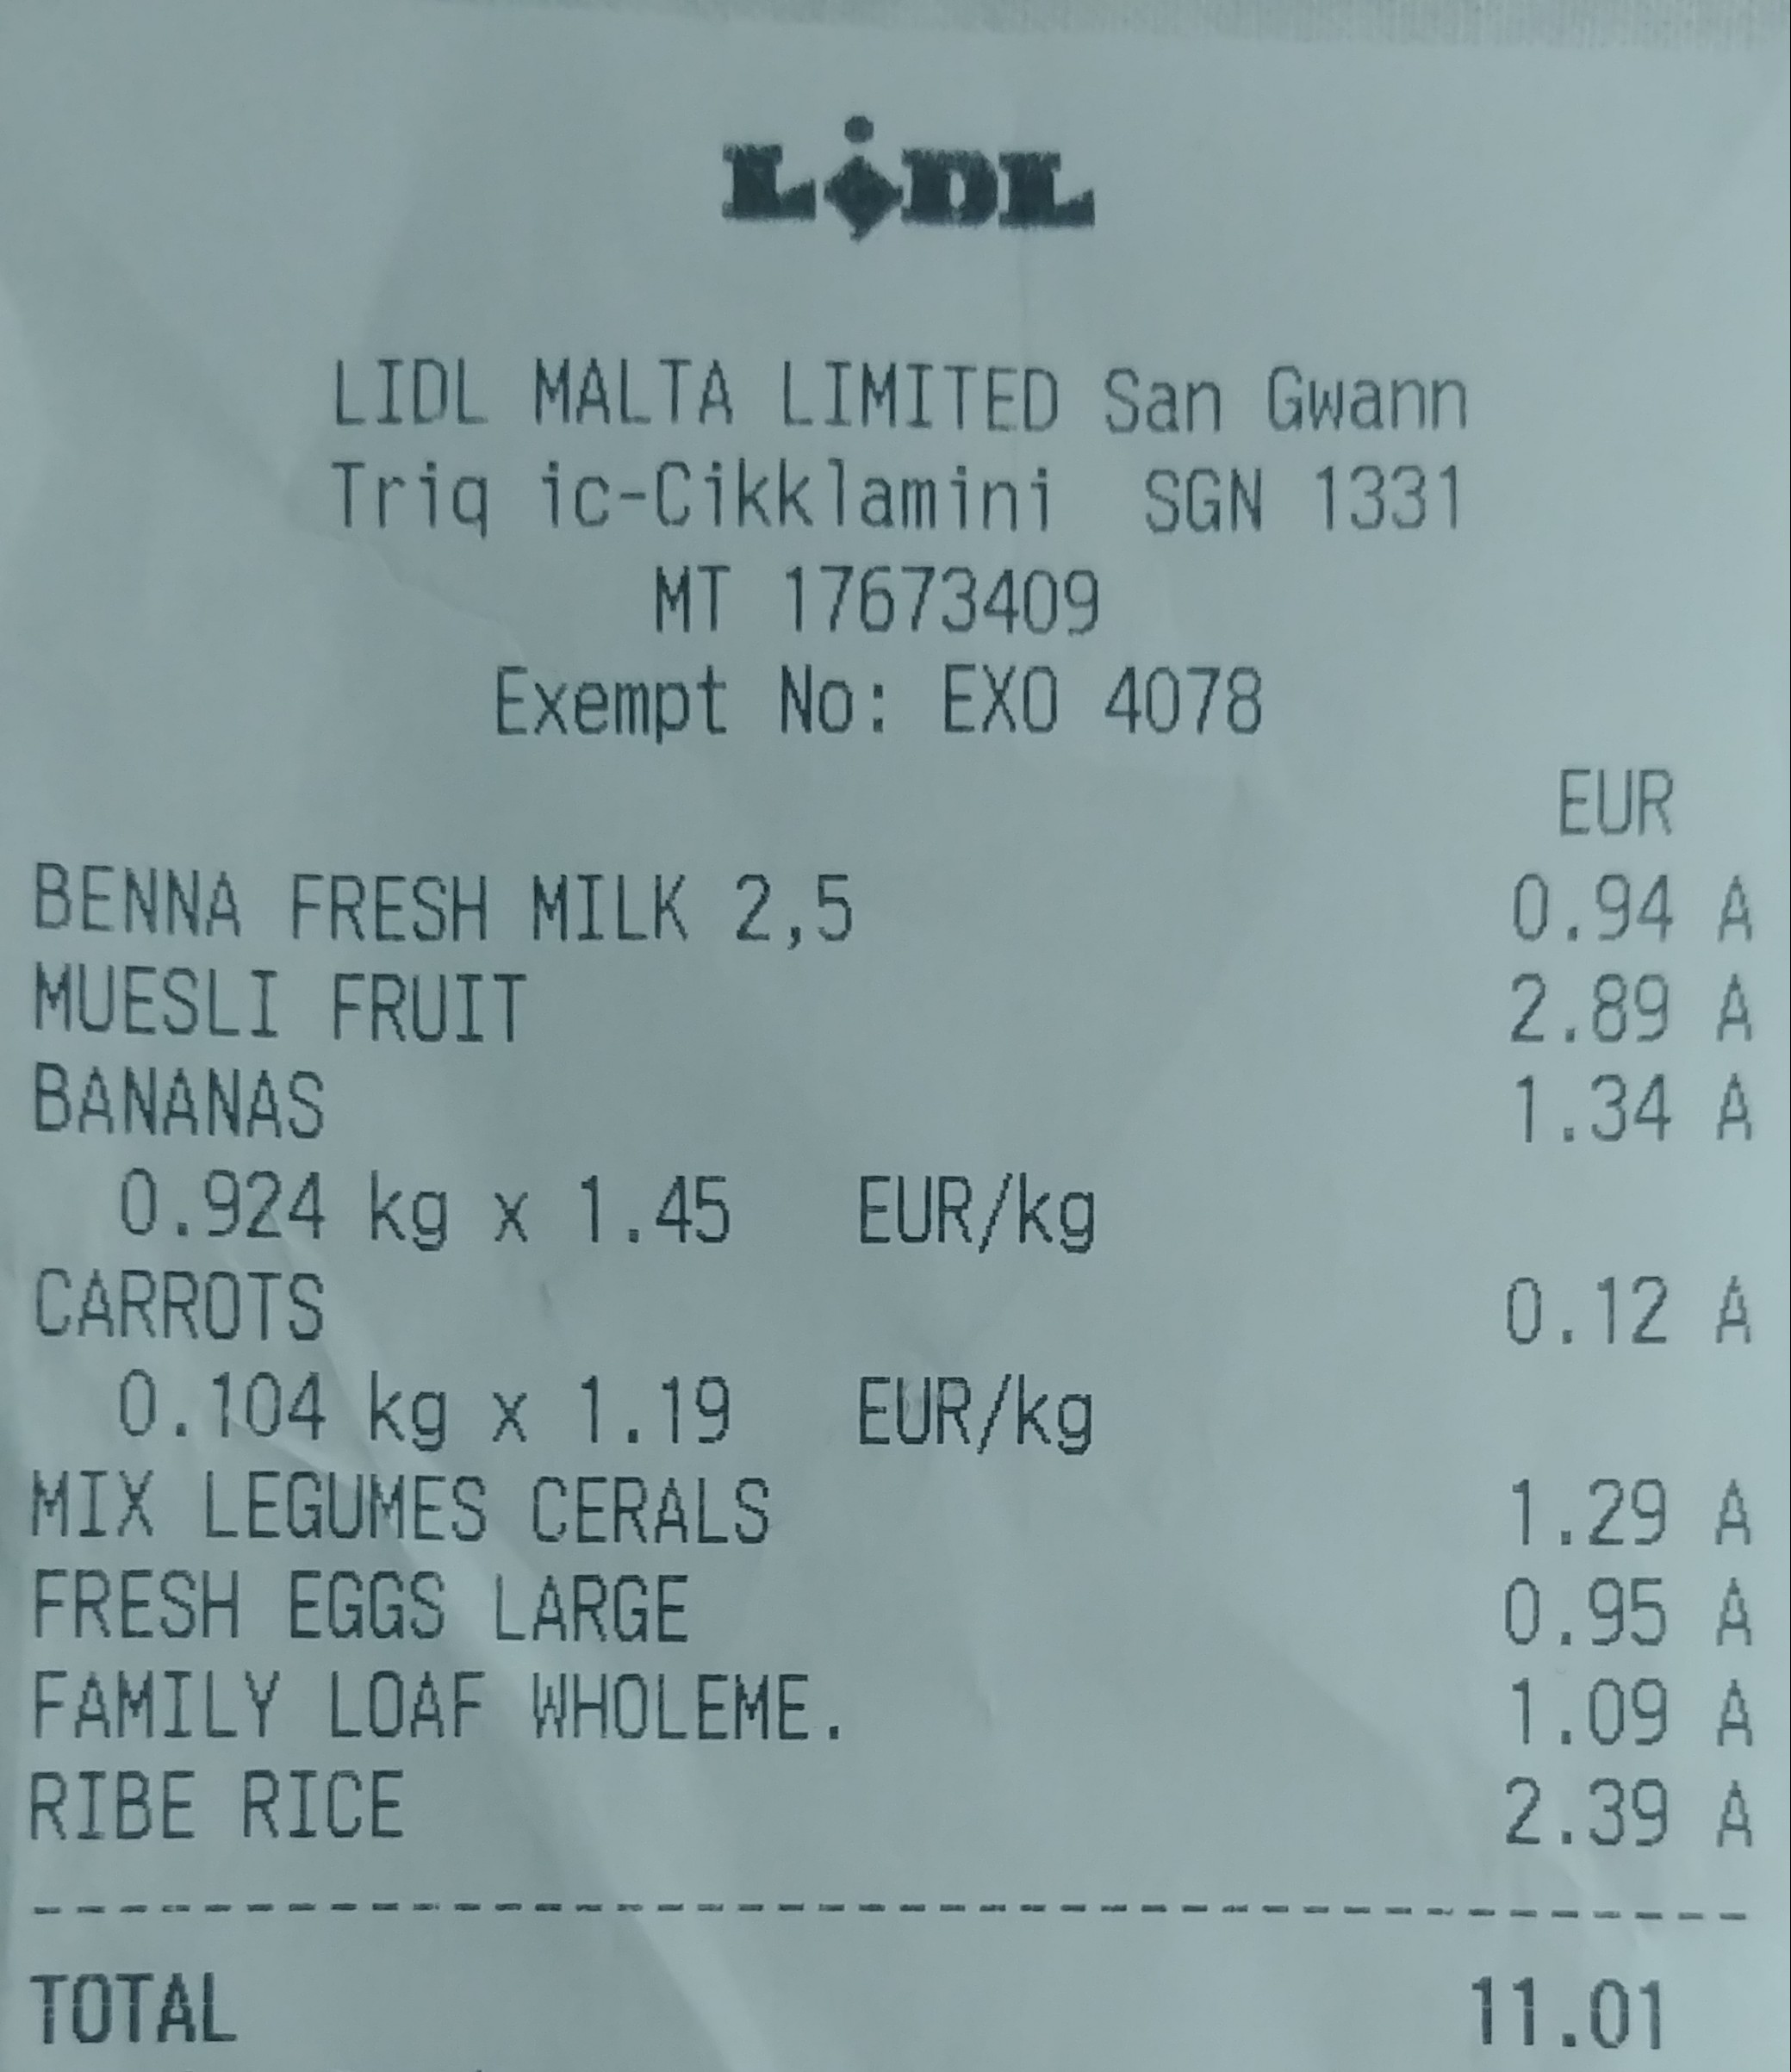 LIDL
LIDL MALTA LIMITED San Gwann
Triq ic-Cikklamini SGN 1331
MT 17673409
Exempt No: EXO 4078
EUR
BENNA FRESH MILK 2,5 0.94 A
MUESLI FRUIT 2.89 A
BANANAS 1.34 A
0.924 kg x 1.45 EUR/kg
CARROTS 0.12 A
0.104 kg x 1.19 EUR/kg
MIX LEGUMES CERALS 1.29 A
FRESH EGGS LARGE 0.95 A
FAMILY LOAF WHOLEME. 1.09 A
RIBE RICE 2.39 A
TOTAL 11.01